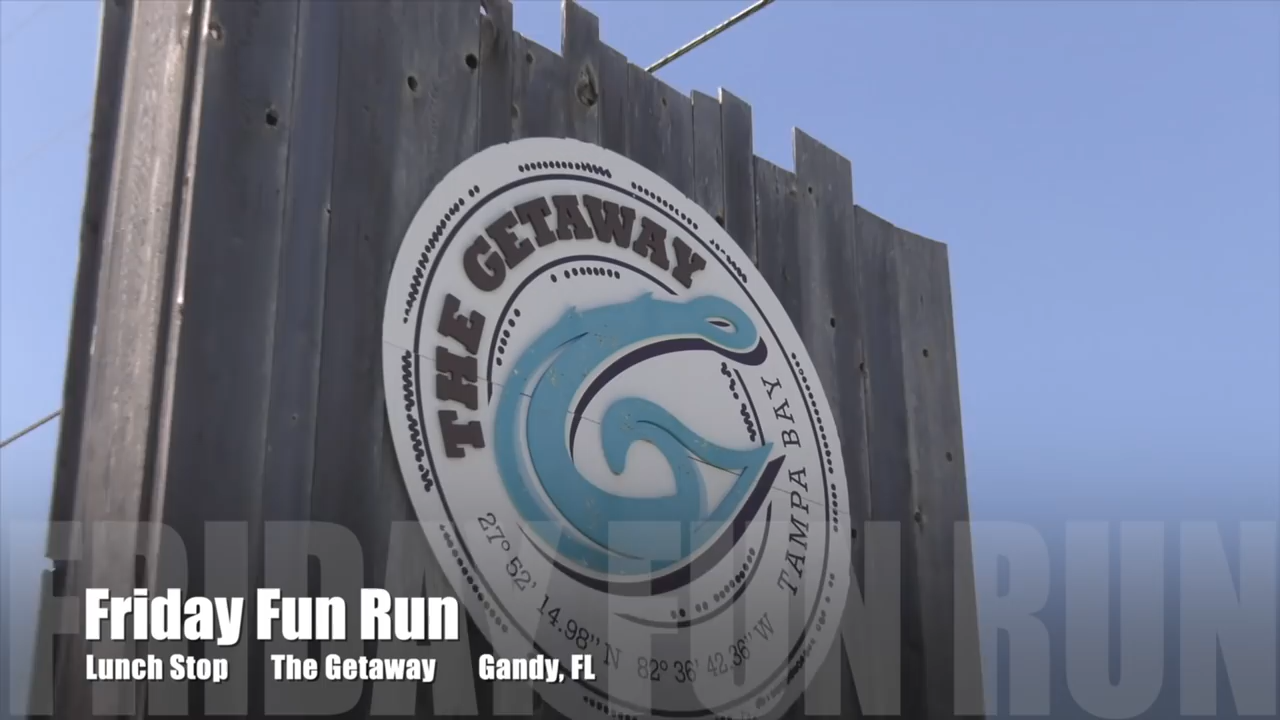 THE GETAWAY
TAMPA BAY
27° 52' 14.98" N 82° 36' 42.36" W
FRIDAY FUN RUN
Friday Fun Run
Lunch Stop The Getaway Gandy, FL